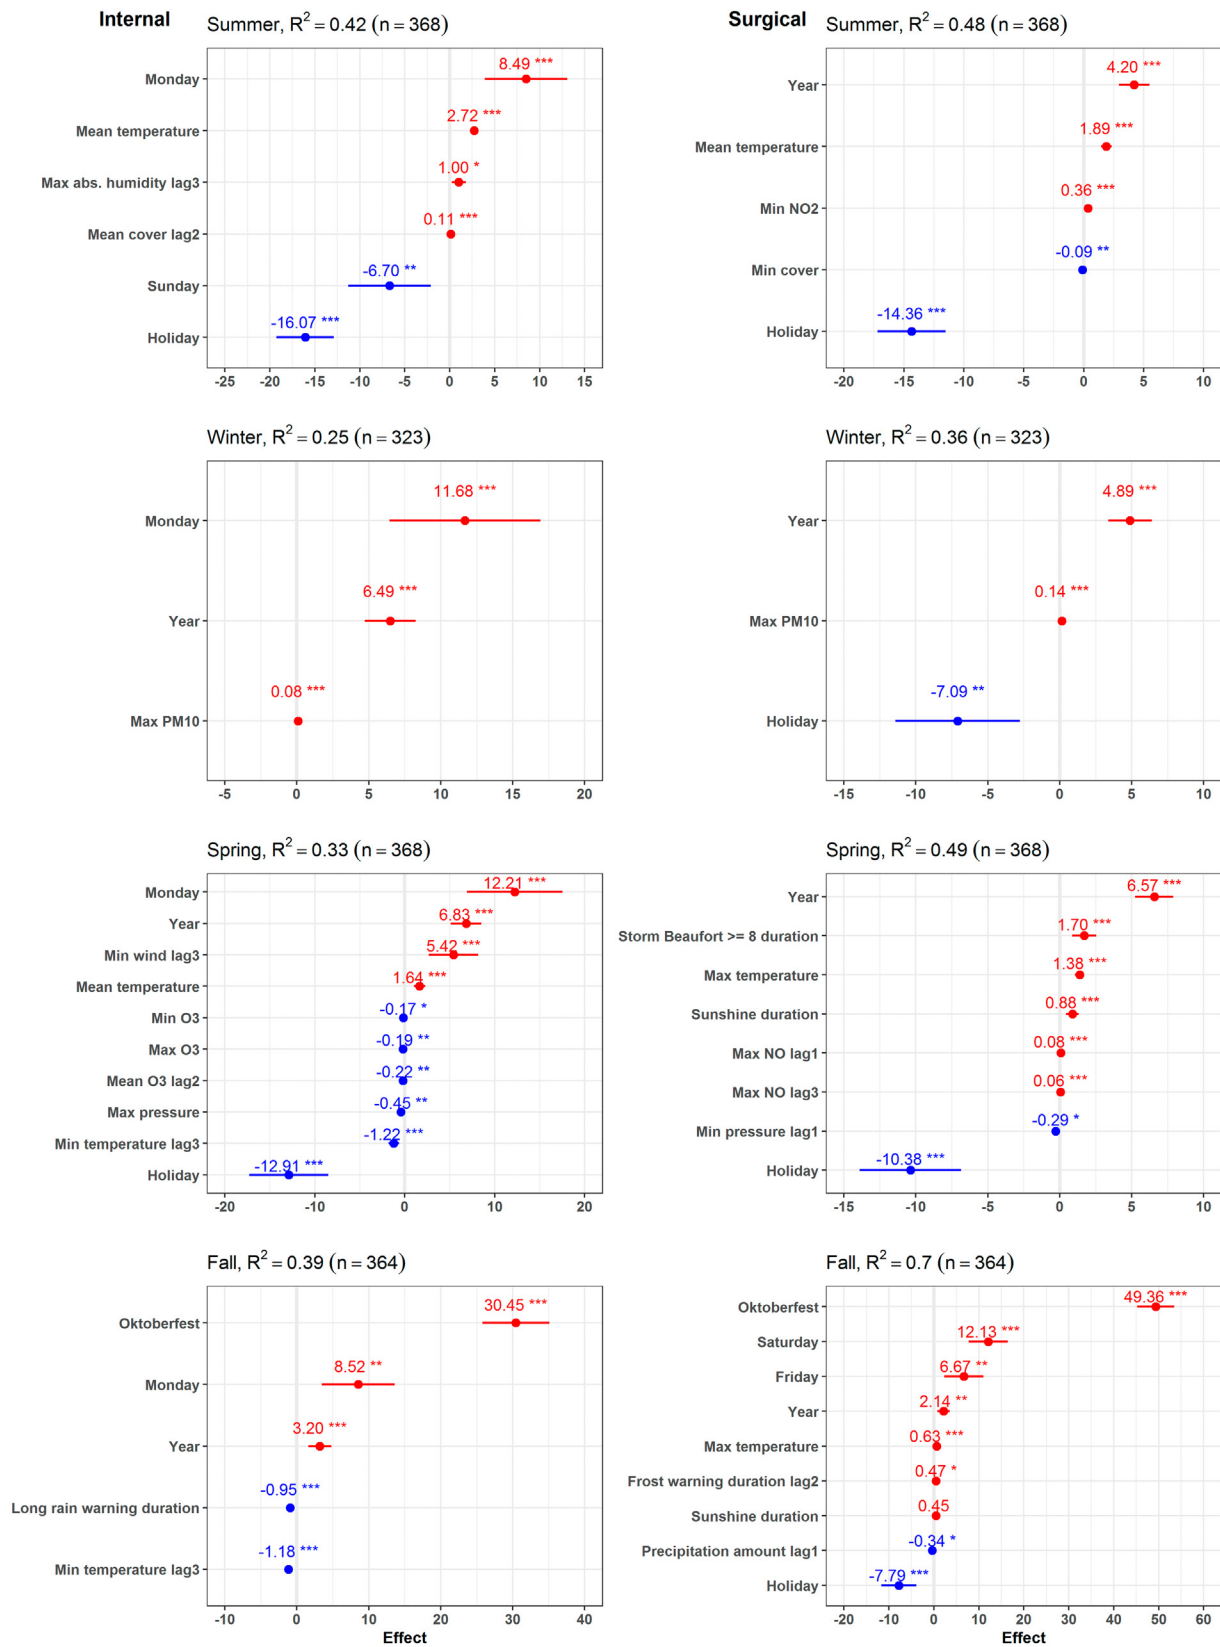 Internal
Summer, R² = 0.42 (n = 368)
Monday
8.49 ***
Mean temperature
2.72 ***
Max abs. humidity lag3
1.00 *
Mean cover lag2
0.11 ***
Sunday
-6.70 **
Holiday
-16.07 ***
-25 -20 -15 -10 -5 0 5 10 15
Surgical
Summer, R² = 0.48 (n = 368)
Year
4.20 ***
Mean temperature
1.89 ***
Min NO2
0.36 ***
Min cover
-0.09 **
Holiday
-14.36 ***
-20 -15 -10 -5 0 5 10
Winter, R² = 0.25 (n = 323)
Monday
11.68 ***
Year
6.49 ***
Max PM10
0.08 ***
-5 0 5 10 15 20
Winter, R² = 0.36 (n = 323)
Year
4.89 ***
Max PM10
0.14 ***
Holiday
-7.09 **
-15 -10 -5 0 5 10
Spring, R² = 0.33 (n = 368)
Monday
12.21 ***
Year
6.83 ***
Min wind lag3
5.42 ***
Mean temperature
1.64 ***
Min O3
-0.17 *
Max O3
-0.19 **
Mean O3 lag2
-0.22 **
Max pressure
-0.45 **
Min temperature lag3
-1.22 ***
Holiday
-12.91 ***
-20 -10 0 10 20
Spring, R² = 0.49 (n = 368)
Year
6.57 ***
Storm Beaufort >= 8 duration
1.70 ***
Max temperature
1.38 ***
Sunshine duration
0.88 ***
Max NO lag1
0.08 ***
Max NO lag3
0.06 ***
Min pressure lag1
-0.29 *
Holiday
-10.38 ***
-15 -10 -5 0 5 10
Fall, R² = 0.39 (n = 364)
Oktoberfest
30.45 ***
Monday
8.52 **
Year
3.20 ***
Long rain warning duration
-0.95 ***
Min temperature lag3
-1.18 ***
-10 0 10 20 30 40
Effect
Fall, R² = 0.7 (n = 364)
Oktoberfest
49.36 ***
Saturday
12.13 ***
Friday
6.67 **
Year
2.14 **
Max temperature
0.63 ***
Frost warning duration lag2
0.47 *
Sunshine duration
0.45
Precipitation amount lag1
-0.34 *
Holiday
-7.79 ***
-20 -10 0 10 20 30 40 50 60
Effect